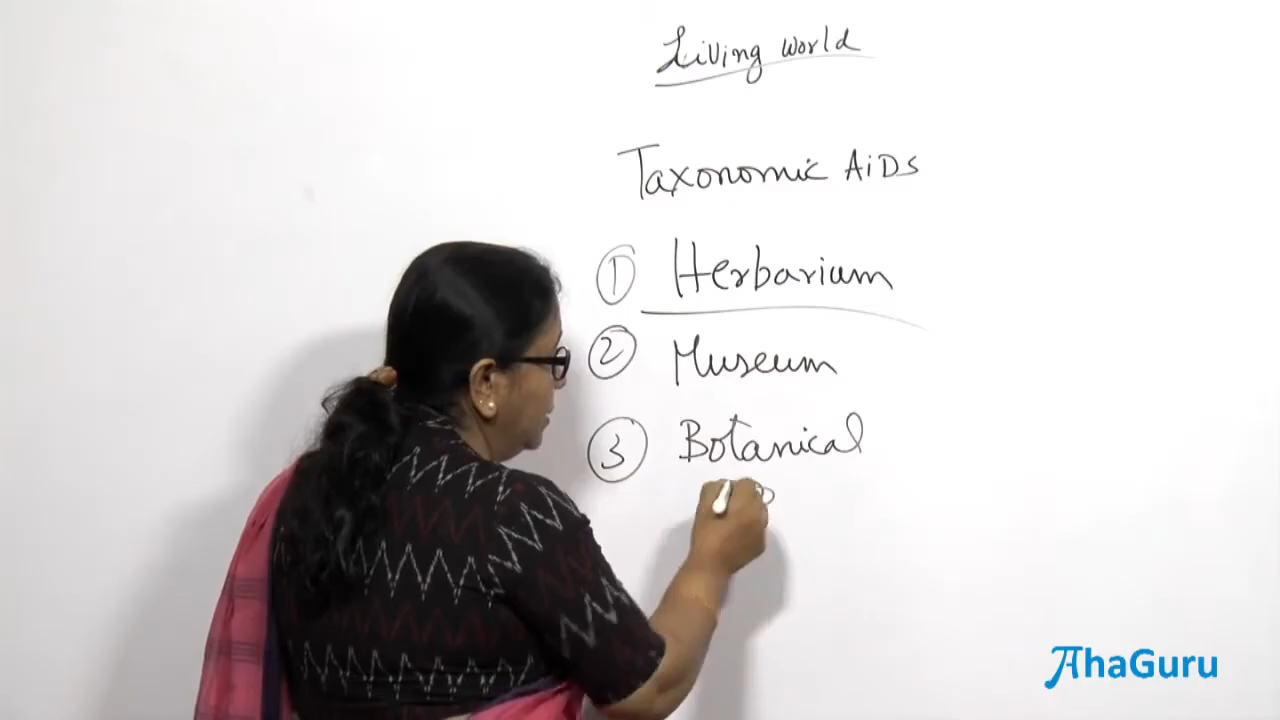 Living world
Taxonomic AiDs
1 Herbarium
2 Museum
3 Botanical
AhaGuru